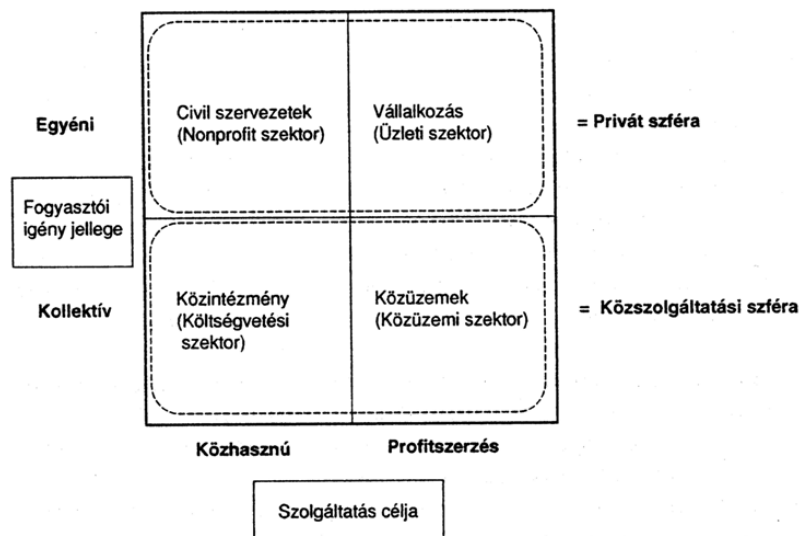 Egyéni
Civil szervezetek
(Nonprofit szektor)
Vállalkozás
(Üzleti szektor)
= Privát szféra
Fogyasztói
igény jellege
Kollektív
Közintézmény
(Költségvetési
szektor)
Közüzemek
(Közüzemi szektor)
= Közszolgáltatási szféra
Közhasznú
Profitszerzés
Szolgáltatás célja